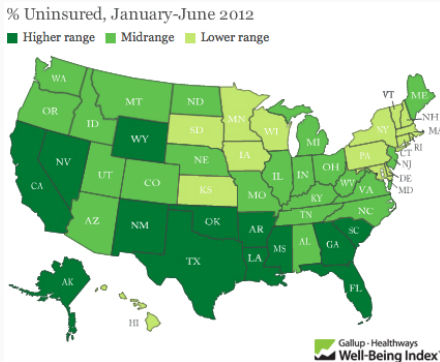 % Uninsured, January-June 2012
Higher range Midrange Lower range
WA
MT
ND
MN
VT
ME
OR
ID
WY
SD
WI
MI
NY
NH
MA
RI
CT
NJ
DE
MD
NV
UT
CO
NE
IA
IL
IN
OH
PA
WV
VA
CA
AZ
NM
KS
MO
KY
TN
NC
OK
AR
SC
TX
LA
MS
AL
GA
FL
AK
HI
Gallup - Healthways
Well-Being Index